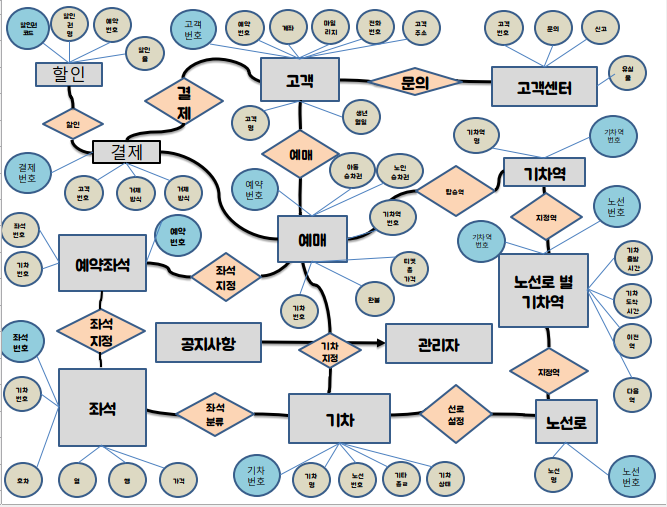 할인권
코드
할인
권
명
예약
번호
할인
율
고객
번호
예약
번호
계좌
마일
리지
전화
번호
고객
주소
고객
번호
문의
신고
유실
물
할인
결
제
고객
문의
고객센터
할인
고객
명
생년
월일
결제
예매
기차역
명
기차역
번호
결제
번호
고객
번호
거래
방식
거래
방식
예약
번호
아동
승차권
노인
승차권
탑승역
기차역
기차역
번호
지정역
노선
번호
좌석
번호
예약
번호
예매
기차역
번호
기차
번호
예약좌석
좌석
지정
티켓
총
가격
환불
노선로 별
기차역
기차
출발
시간
기차
도착
시간
기차
번호
좌석
번호
좌석
지정
공지사항
기차
지정
관리자
이전
역
지정역
기차
번호
좌석
좌석
분류
기차
선로
설정
노선로
다음
역
호차
열
행
가격
기차
번호
기차
명
노선
번호
기타
종료
기차
상태
노선
명
노선
번호